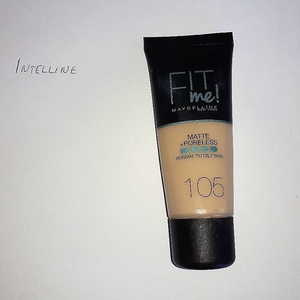 INTELLINE
FIT
me!
MAYBELLINE
MATTE
+PORELESS
NORMAL TO OILY SKIN
105